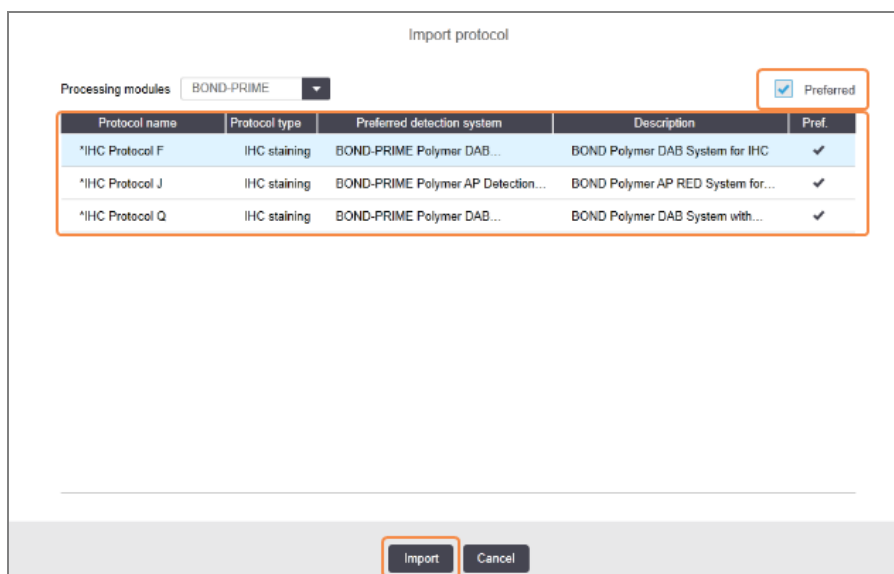 Import protocol
Processing modules BOND-PRIME Preferred
Protocol name Protocol type Preferred detection system Description Pref.
*IHC Protocol F IHC staining BOND-PRIME Polymer DAB... BOND Polymer DAB System for IHC
*IHC Protocol J IHC staining BOND-PRIME Polymer AP Detection... BOND Polymer AP RED System for...
*IHC Protocol Q IHC staining BOND-PRIME Polymer DAB... BOND Polymer DAB System with...
Import Cancel